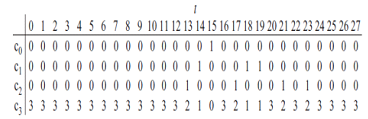 t
0 1 2 3 4 5 6 7 8 9 10 11 12 13 14 15 16 17 18 19 20 21 22 23 24 25 26 27
c₀ 0 0 0 0 0 0 0 0 0 0 0 0 0 0 0 1 0 0 0 0 0 0 0 0 0 0 0 0
c₁ 0 0 0 0 0 0 0 0 0 0 0 0 0 0 1 0 0 0 1 1 0 0 0 0 0 0 0 0
c₂ 0 0 0 0 0 0 0 0 0 0 0 0 0 1 0 0 0 1 0 0 0 1 0 1 0 0 0 0
c₃ 3 3 3 3 3 3 3 3 3 3 3 3 3 2 1 0 3 2 1 1 3 2 3 2 3 3 3 3